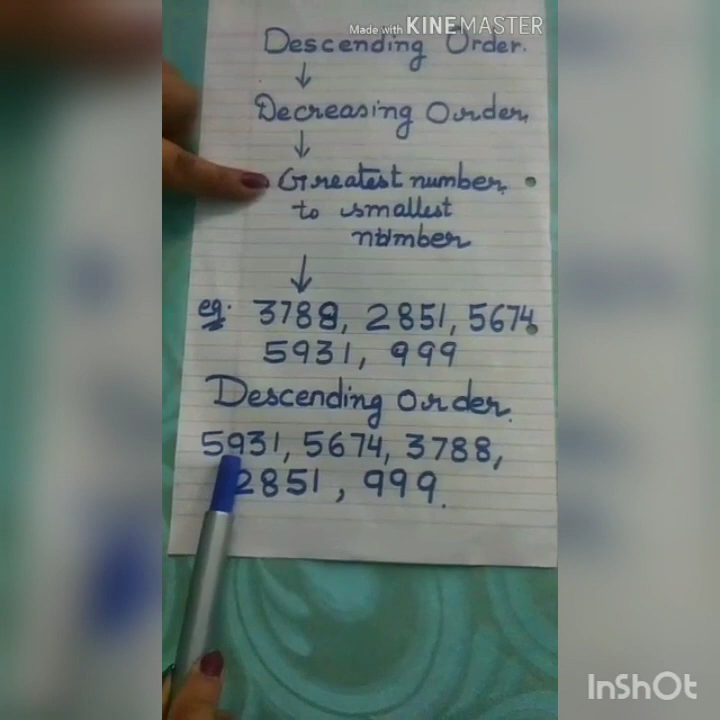 Made with KINEMASTER
Descending Order.
↓
Decreasing Order,
↓
Greatest number
to smallest
number
↓
eg. 3788, 2851, 5674
5931, 999
Descending Order.
5931, 5674, 3788,
2851, 999.
InShOt